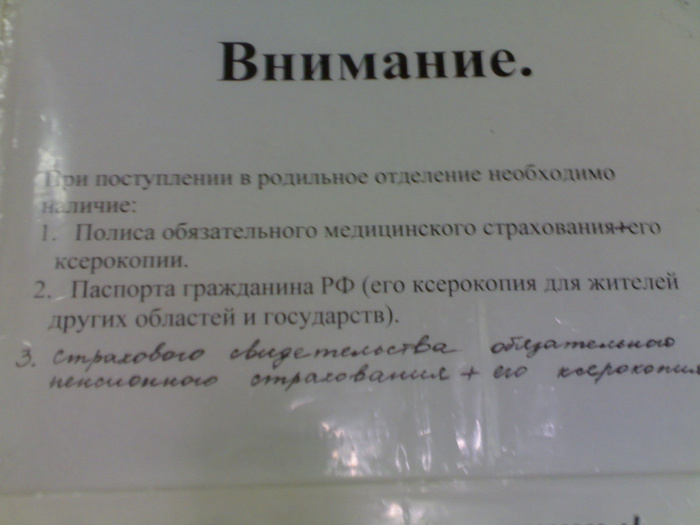 Внимание.
При поступлении в родильное отделение необходимо
наличие:
1. Полиса обязательного медицинского страхования+его
ксерокопии.
2. Паспорта гражданина РФ (его ксерокопия для жителей
других областей и государств).
3. страхового свидетельства обязательного
пенсионного страхования + его ксерокопия